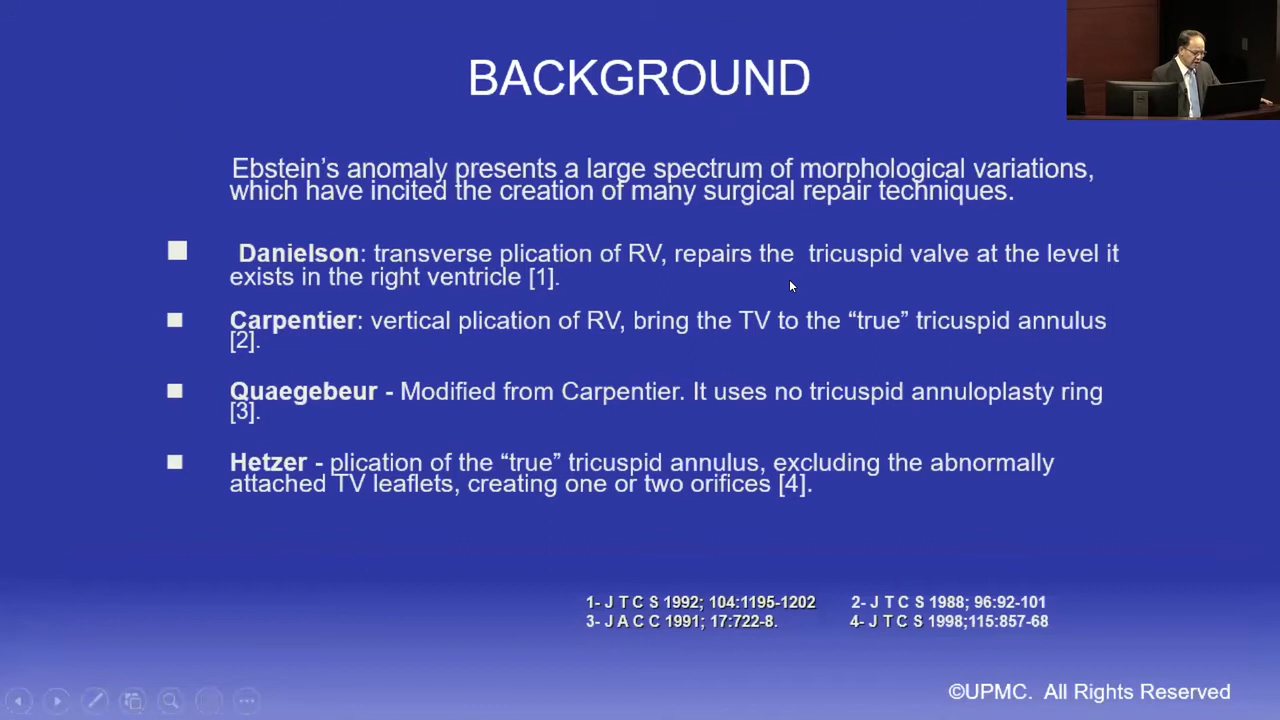 BACKGROUND
Ebstein’s anomaly presents a large spectrum of morphological variations,
which have incited the creation of many surgical repair techniques.
Danielson: transverse plication of RV, repairs the tricuspid valve at the level it
exists in the right ventricle [1].
Carpentier: vertical plication of RV, bring the TV to the “true” tricuspid annulus
[2].
Quaegebeur - Modified from Carpentier. It uses no tricuspid annuloplasty ring
[3].
Hetzer - plication of the “true” tricuspid annulus, excluding the abnormally
attached TV leaflets, creating one or two orifices [4].
1- J T C S 1992; 104:1195-1202 2- J T C S 1988; 96:92-101
3- J A C C 1991; 17:722-8. 4- J T C S 1998;115:857-68
©UPMC. All Rights Reserved